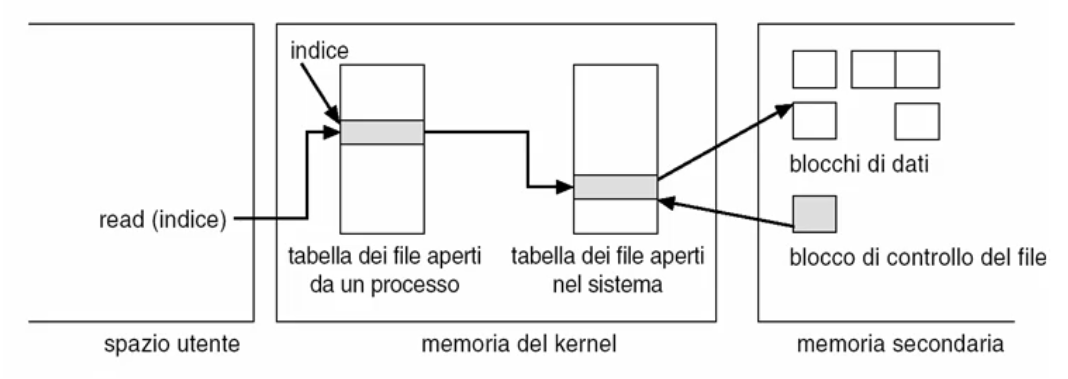 indice
read (indice)
tabella dei file aperti
da un processo
tabella dei file aperti
nel sistema
blocchi di dati
blocco di controllo del file
spazio utente
memoria del kernel
memoria secondaria